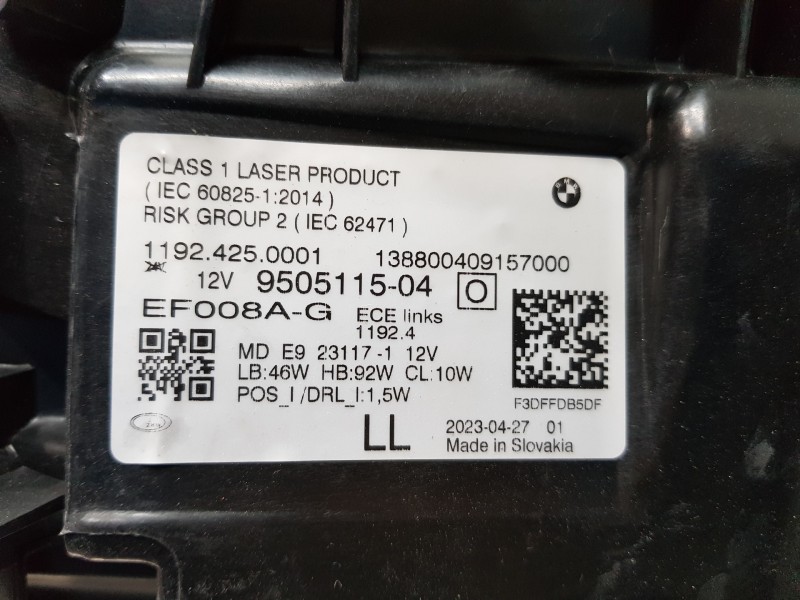 CLASS 1 LASER PRODUCT
( IEC 60825-1:2014 )
RISK GROUP 2 ( IEC 62471 )
1192.425.0001 138800409157000
12V 9505115-04 O
EF008A-G ECE links
1192.4
MD E9 23117-1 12V
LB:46W HB:92W CL:10W
POS_I/DRL_I:1,5W
F3DFFDB5DF
LL 2023-04-27 01
Made in Slovakia